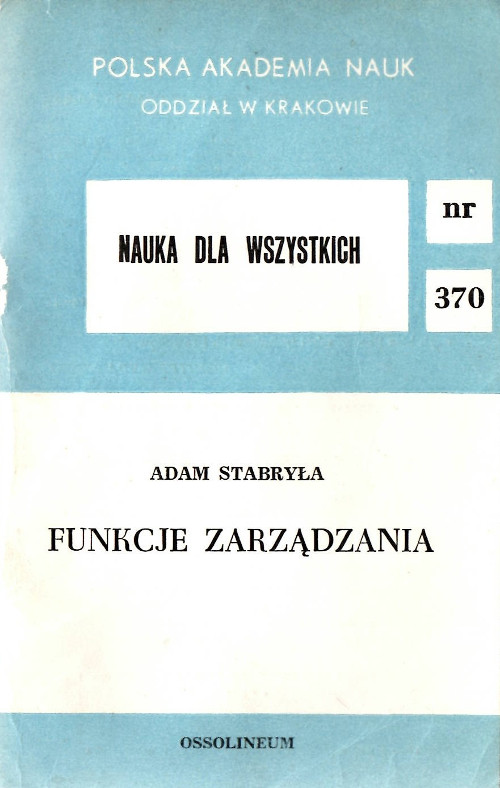 POLSKA AKADEMIA NAUK
ODDZIAŁ W KRAKOWIE
NAUKA DLA WSZYSTKICH
nr
370
ADAM STABRYŁA
FUNKCJE ZARZĄDZANIA
OSSOLINEUM